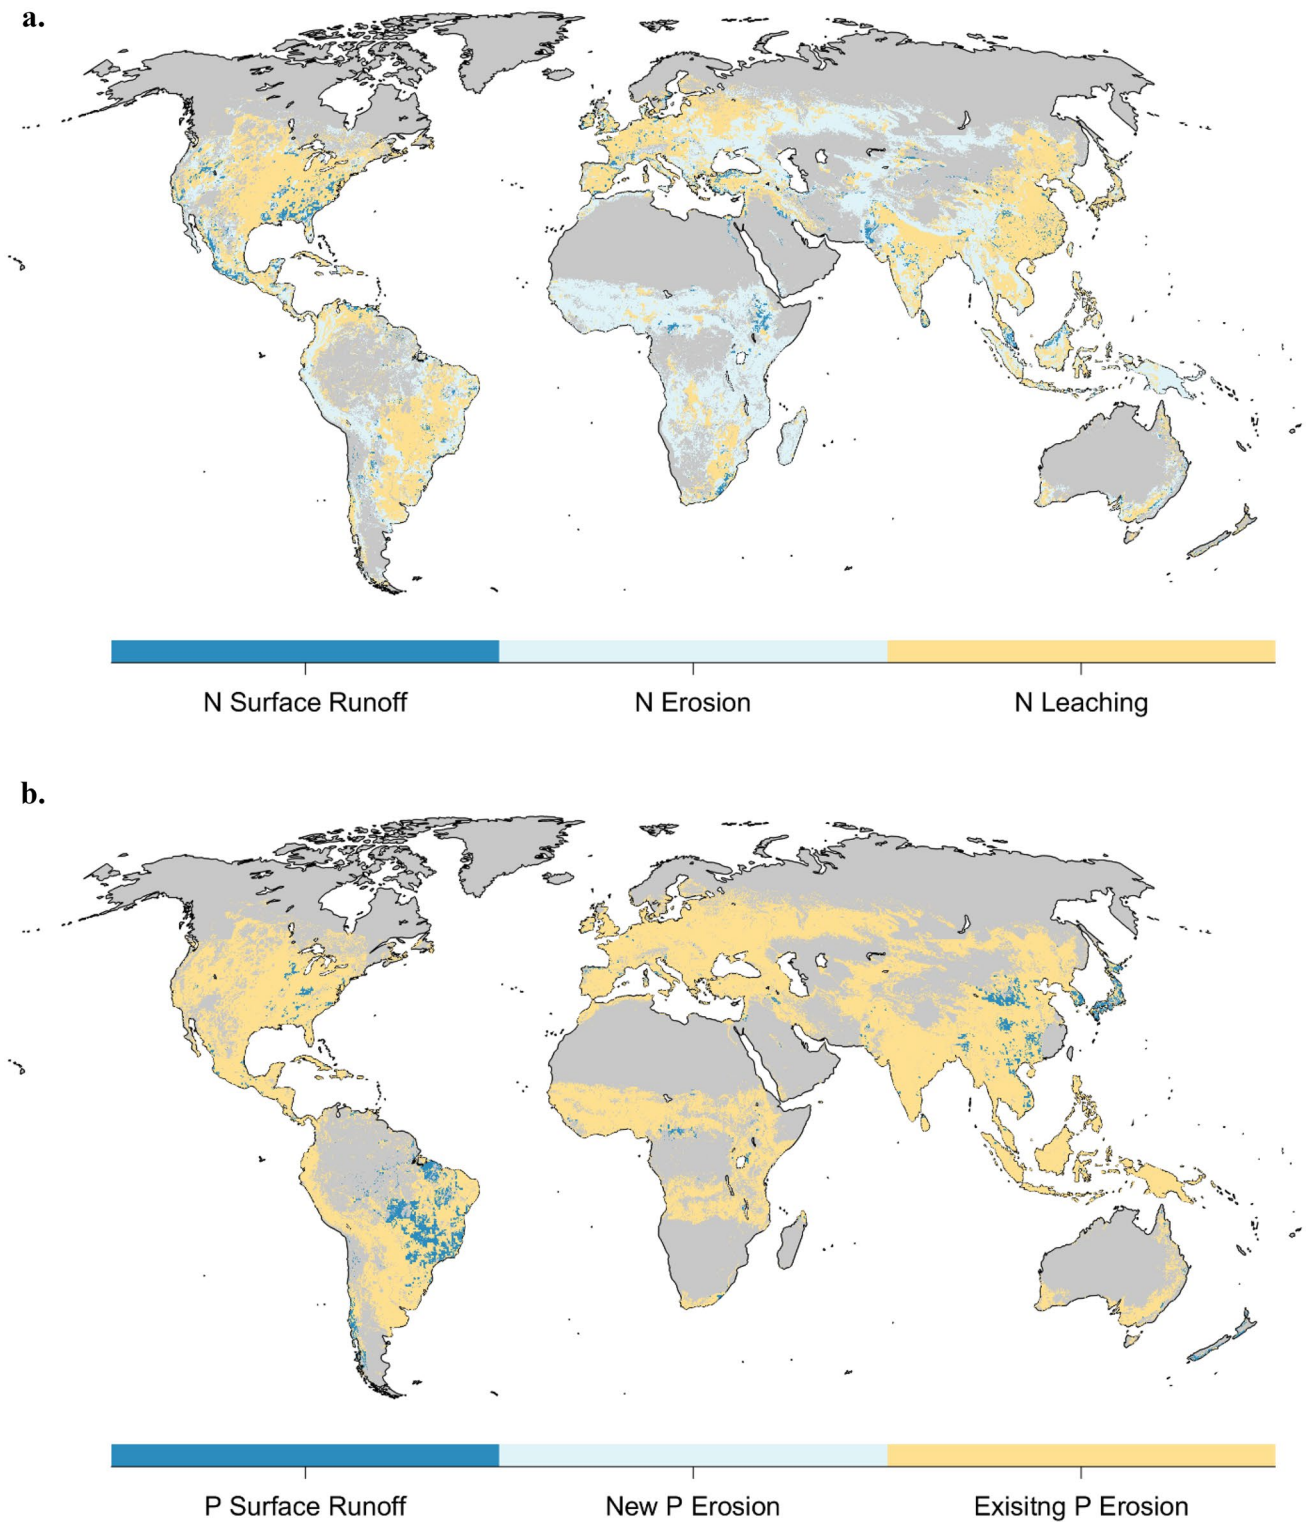 a.
N Surface Runoff
N Erosion
N Leaching
b.
P Surface Runoff
New P Erosion
Exisitng P Erosion